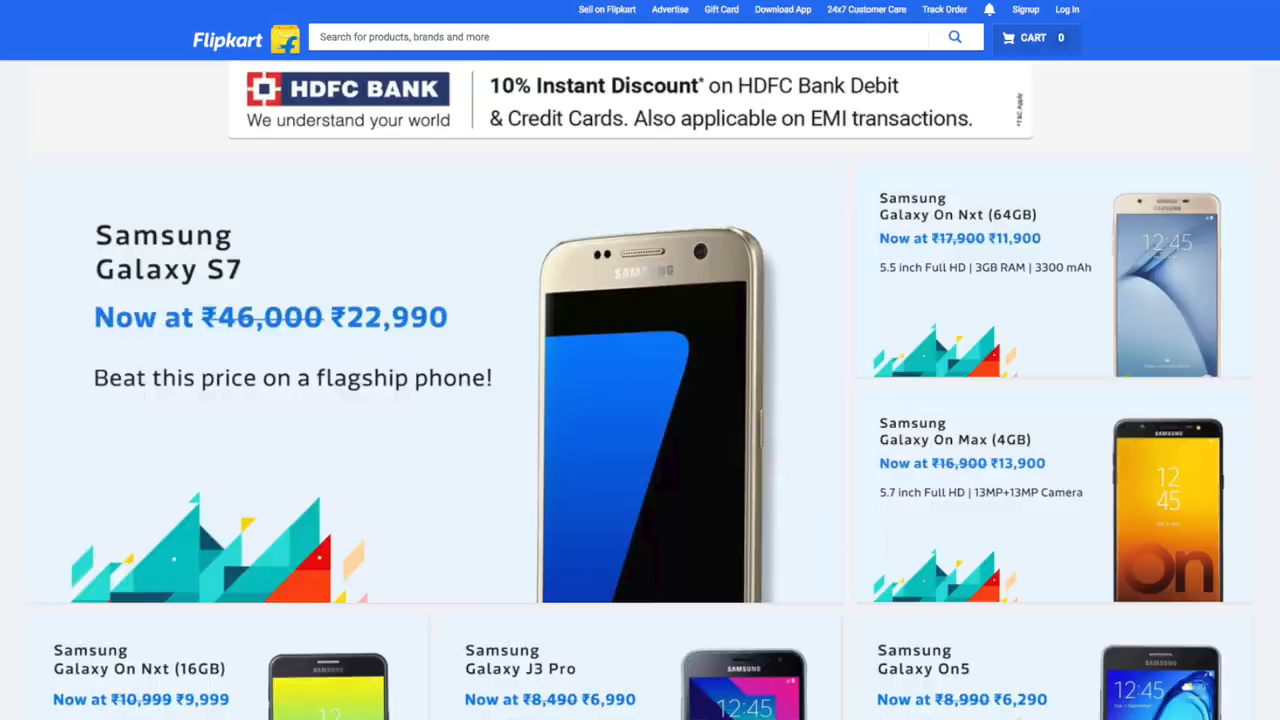 Sell on Flipkart Advertise Gift Card Download App 24x7 Customer Care Track Order Signup Log In
Flipkart
Search for products, brands and more
CART 0
HDFC BANK
We understand your world
10% Instant Discount* on HDFC Bank Debit
& Credit Cards. Also applicable on EMI transactions.
*T&C Apply
Samsung
Galaxy S7
Now at ₹46,000 ₹22,990
Beat this price on a flagship phone!
SAMSUNG
Samsung
Galaxy On Nxt (64GB)
Now at ₹17,900 ₹11,900
5.5 inch Full HD | 3GB RAM | 3300 mAh
SAMSUNG
12:45
Samsung
Galaxy On Max (4GB)
Now at ₹16,900 ₹13,900
5.7 inch Full HD | 13MP+13MP Camera
SAMSUNG
12
45
On
Samsung
Galaxy On Nxt (16GB)
Now at ₹10,999 ₹9,999
SAMSUNG
12
Samsung
Galaxy J3 Pro
Now at ₹8,490 ₹6,990
SAMSUNG
12:45
Samsung
Galaxy On5
Now at ₹8,990 ₹6,290
SAMSUNG
12:45